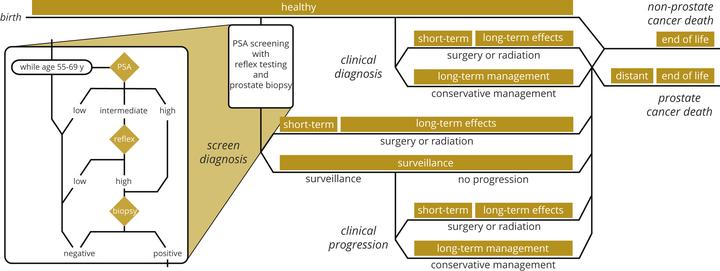 healthy
birth
non-prostate
cancer death
end of life
PSA screening
with
reflex testing
and
prostate biopsy
clinical
diagnosis
short-term
long-term effects
surgery or radiation
long-term management
conservative management
distant
end of life
prostate
cancer death
while age 55-69 y
PSA
low
intermediate
high
reflex
low
high
biopsy
negative
positive
screen
diagnosis
short-term
long-term effects
surgery or radiation
surveillance
surveillance
no progression
clinical
progression
short-term
long-term effects
surgery or radiation
long-term management
conservative management